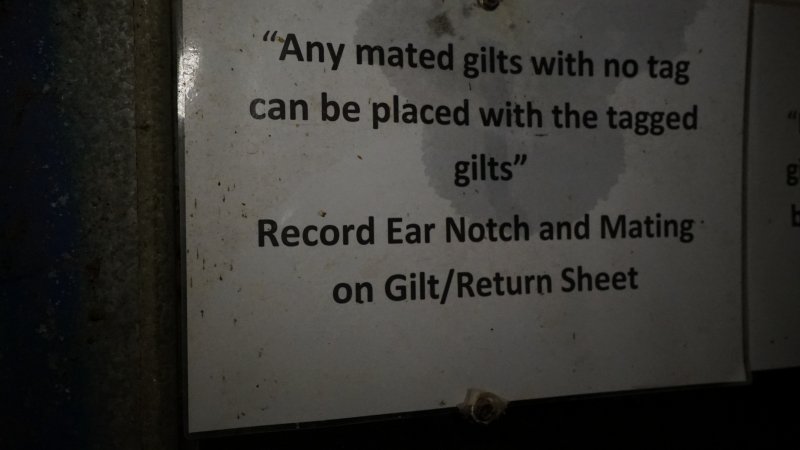 “Any mated gilts with no tag
can be placed with the tagged
gilts”
Record Ear Notch and Mating
on Gilt/Return Sheet